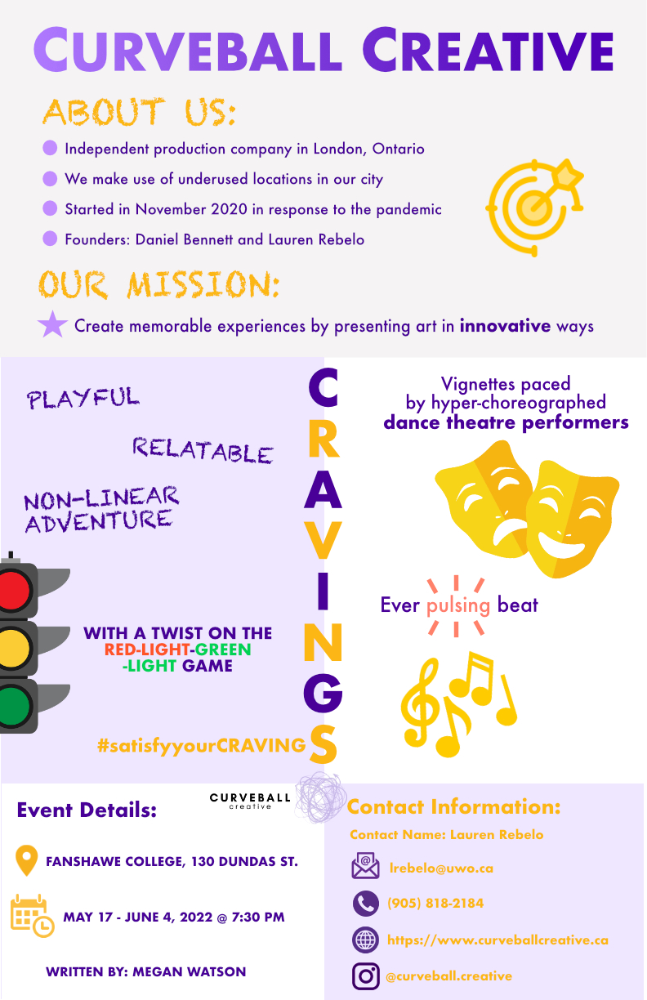 CURVEBALL CREATIVE
ABOUT US:
Independent production company in London, Ontario
We make use of underused locations in our city
Started in November 2020 in response to the pandemic
Founders: Daniel Bennett and Lauren Rebelo
OUR MISSION:
Create memorable experiences by presenting art in innovative ways
PLAYFUL
RELATABLE
NON-LINEAR
ADVENTURE
WITH A TWIST ON THE
RED-LIGHT-GREEN
-LIGHT GAME
#satisfyyourCRAVING
CRAVINGS
Vignettes paced
by hyper-choreographed
dance theatre performers
Ever pulsing beat
CURVEBALL
creative
Event Details:
FANSHAWE COLLEGE, 130 DUNDAS ST.
MAY 17 - JUNE 4, 2022 @ 7:30 PM
WRITTEN BY: MEGAN WATSON
Contact Information:
Contact Name: Lauren Rebelo
@
lrebelo@uwo.ca
(905) 818-2184
https://www.curveballcreative.ca
@curveball.creative